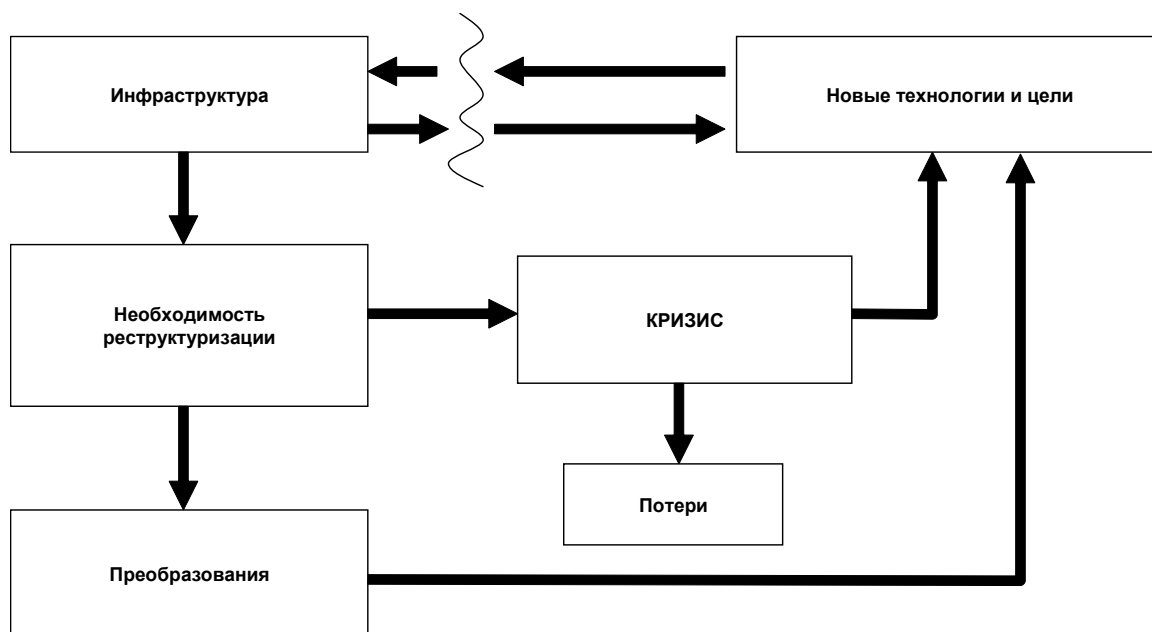 Инфраструктура
Новые технологии и цели
Необходимость
реструктуризации
КРИЗИС
Потери
Преобразования